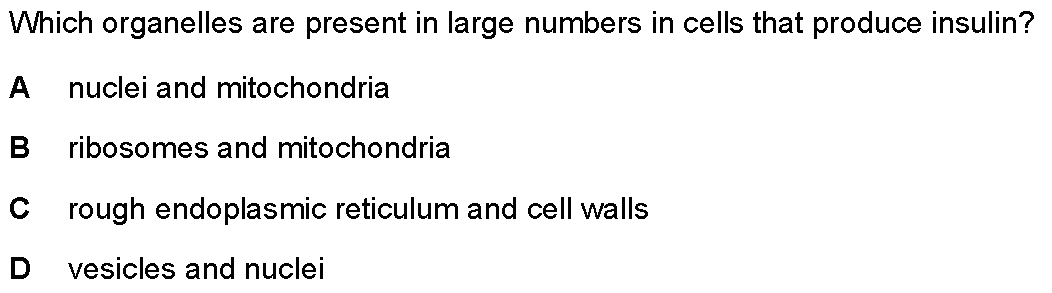 Which organelles are present in large numbers in cells that produce insulin?
A nuclei and mitochondria
B ribosomes and mitochondria
C rough endoplasmic reticulum and cell walls
D vesicles and nuclei